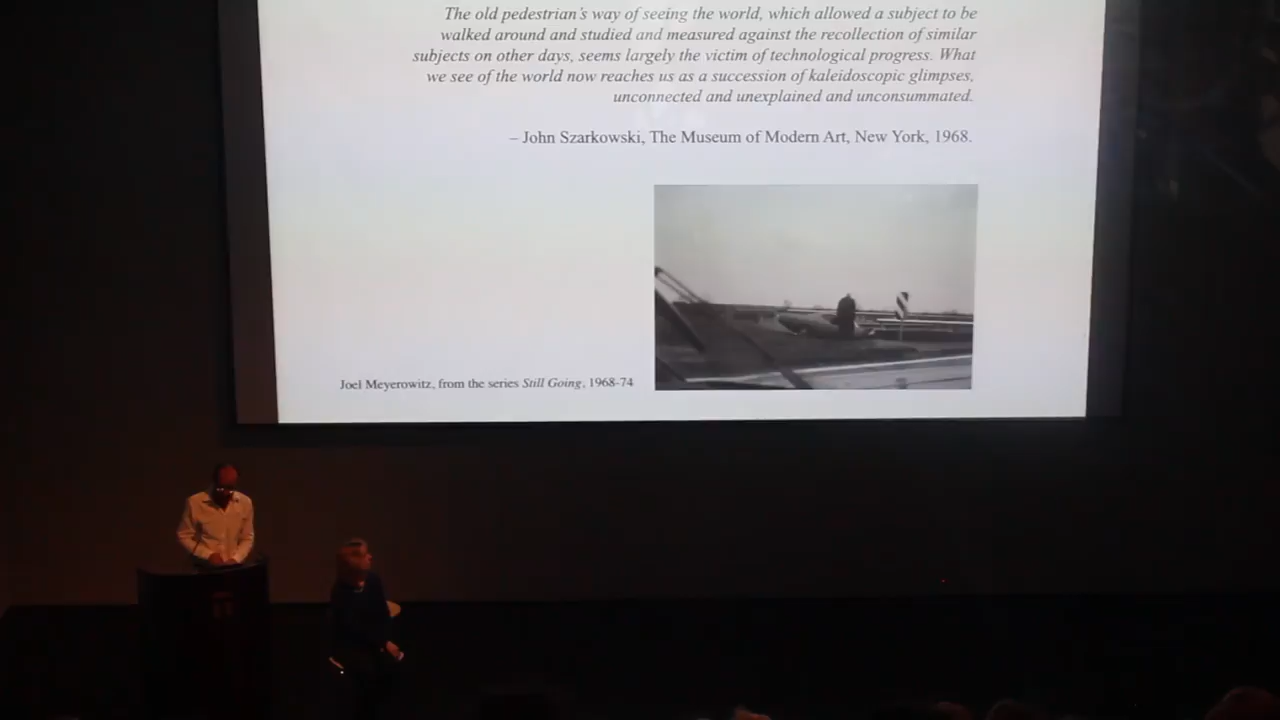 The old pedestrian's way of seeing the world, which allowed a subject to be
walked around and studied and measured against the recollection of similar
subjects on other days, seems largely the victim of technological progress. What
we see of the world now reaches us as a succession of kaleidoscopic glimpses,
unconnected and unexplained and unconsummated.
– John Szarkowski, The Museum of Modern Art, New York, 1968.
Joel Meyerowitz, from the series Still Going, 1968-74